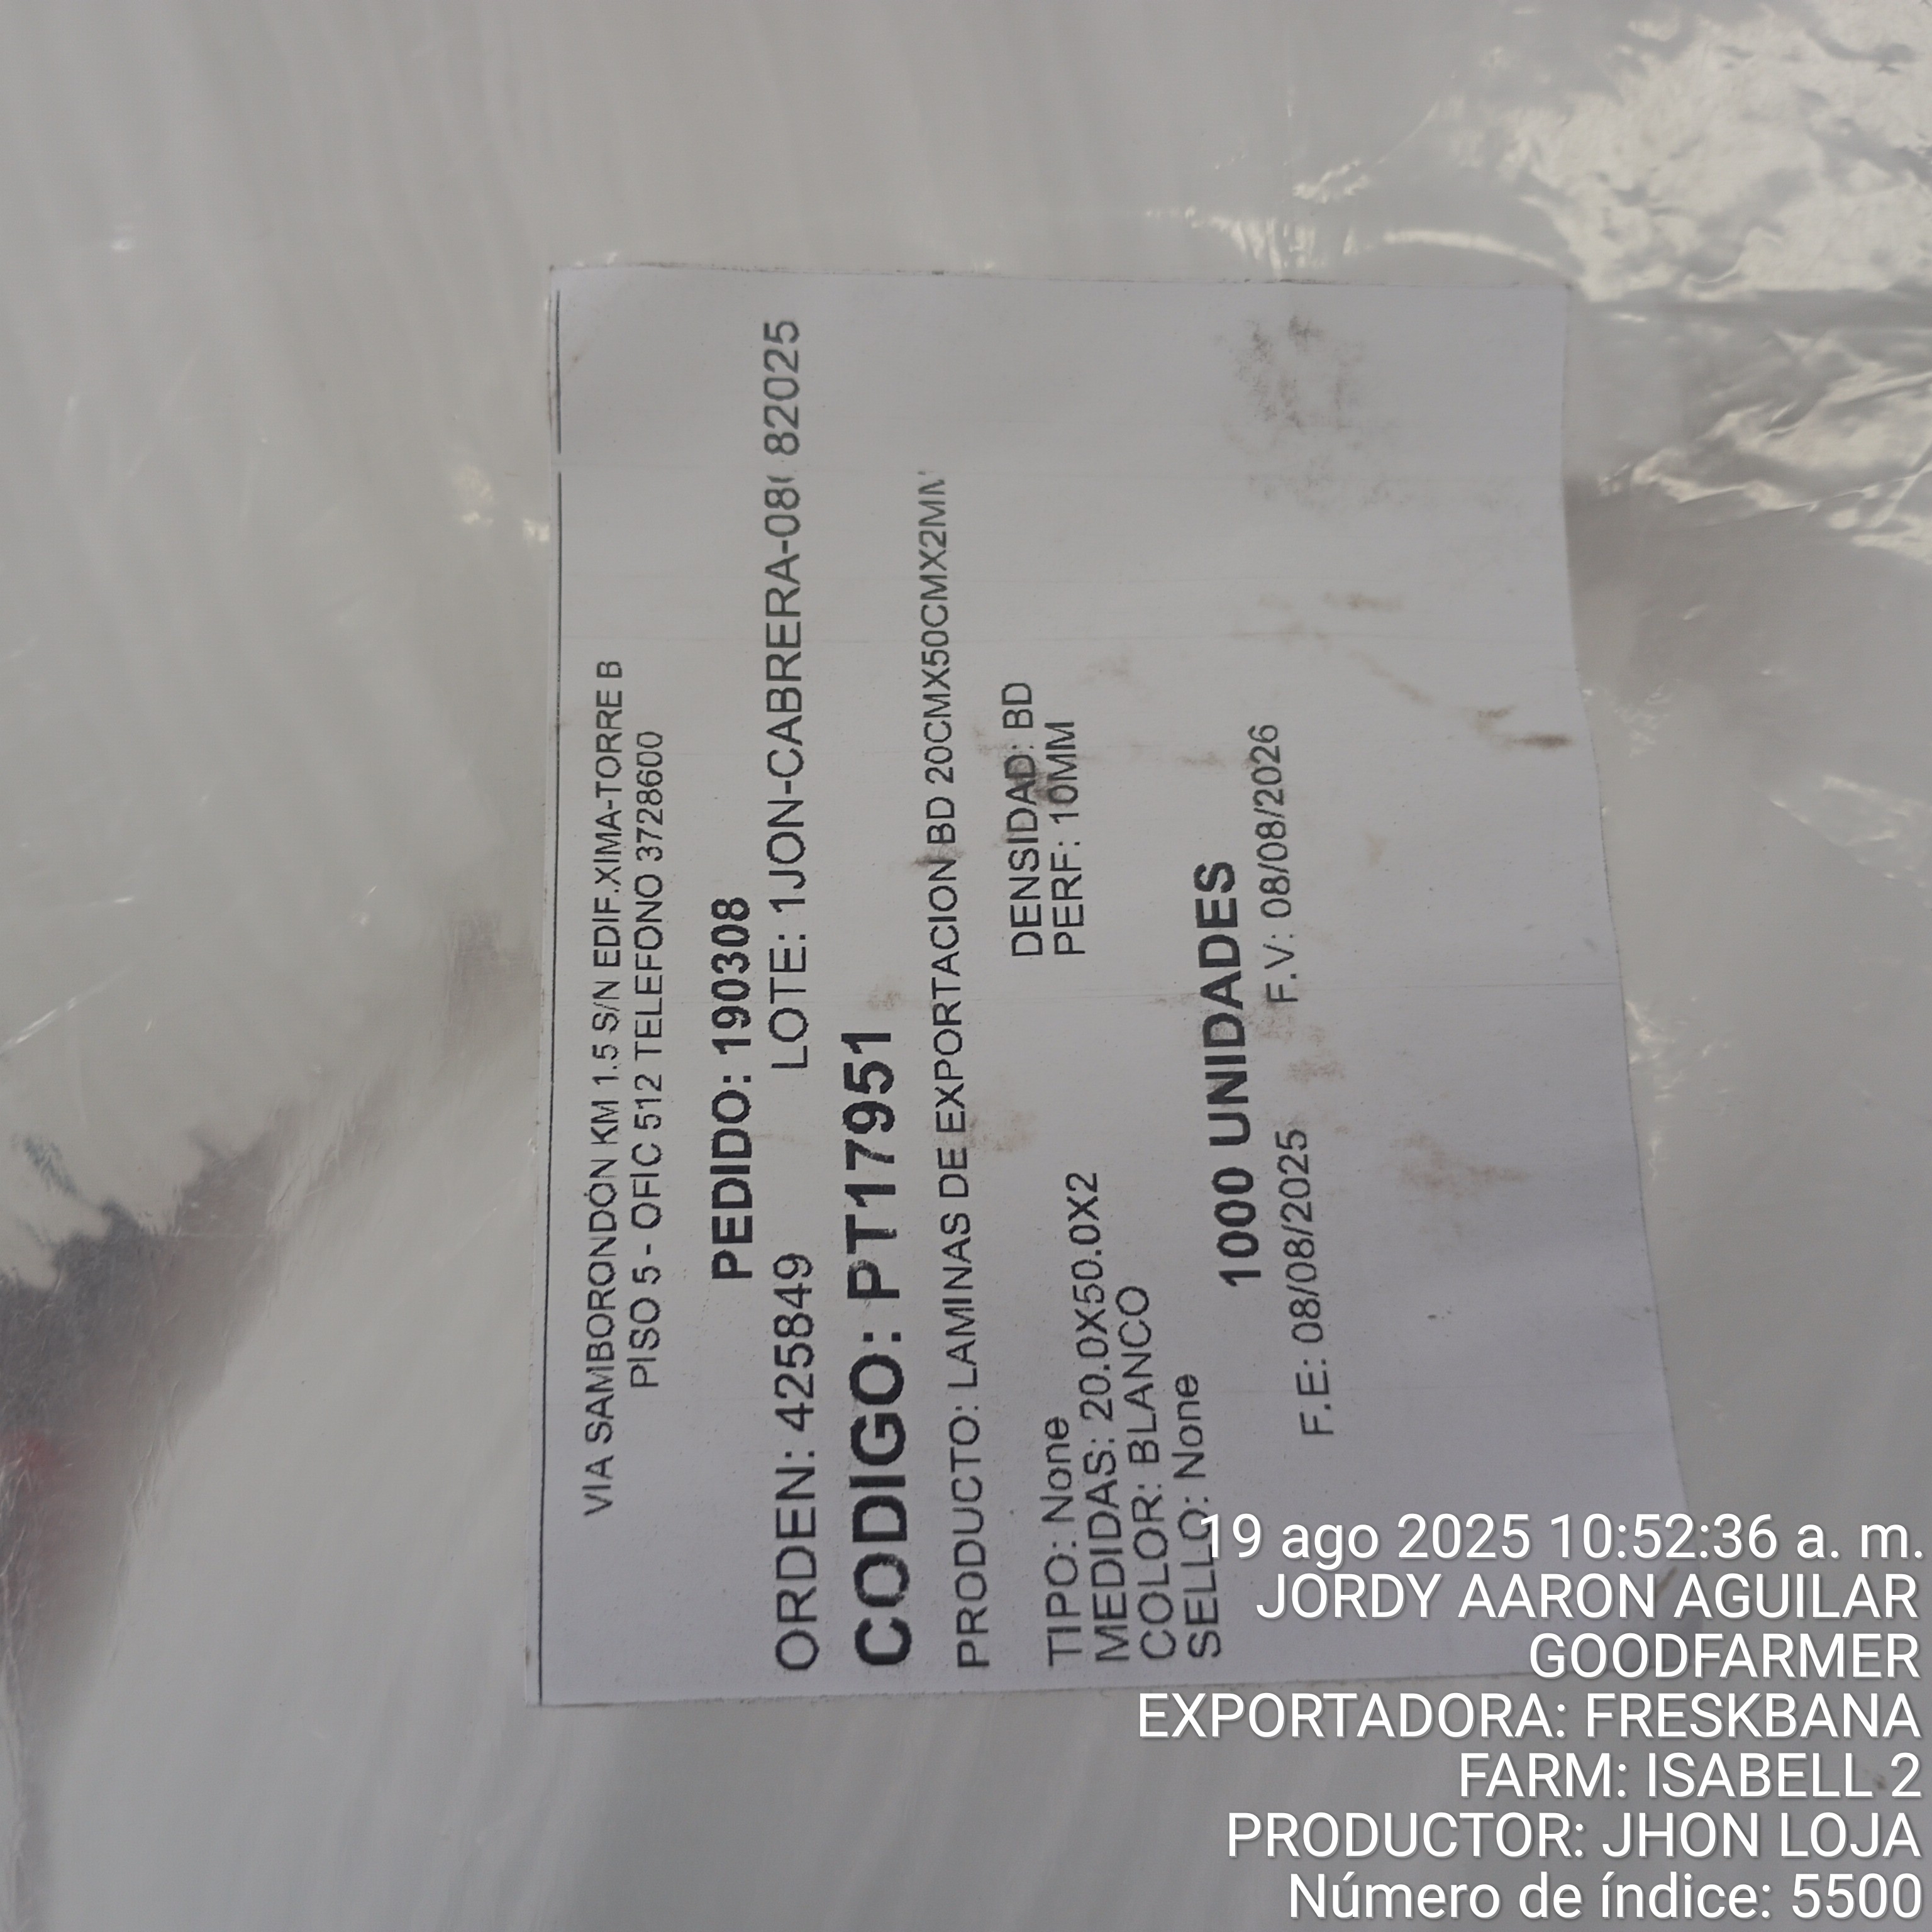 VIA SAMBORONDÓN KM 1.5 S/N EDIF.XIMA-TORRE B
PISO 5 - OFIC 512 TELEFONO 3728600
PEDIDO: 19308
ORDEN: 425849 LOTE: 1JON-CABRERA-08 82025
CODIGO: PT17951
PRODUCTO: LAMINAS DE EXPORTACION BD 20CMX50CMX2M
TIPO: None DENSIDAD: BD
MEDIDAS: 20.0X50.0X2 PERF: 10MM
COLOR: BLANCO
SELLO: None
1000 UNIDADES
F.E: 08/08/2025 F.V: 08/08/2026
19 ago 2025 10:52:36 a. m.
JORDY AARON AGUILAR
GOODFARMER
EXPORTADORA: FRESKBANA
FARM: ISABELL 2
PRODUCTOR: JHON LOJA
Número de índice: 5500